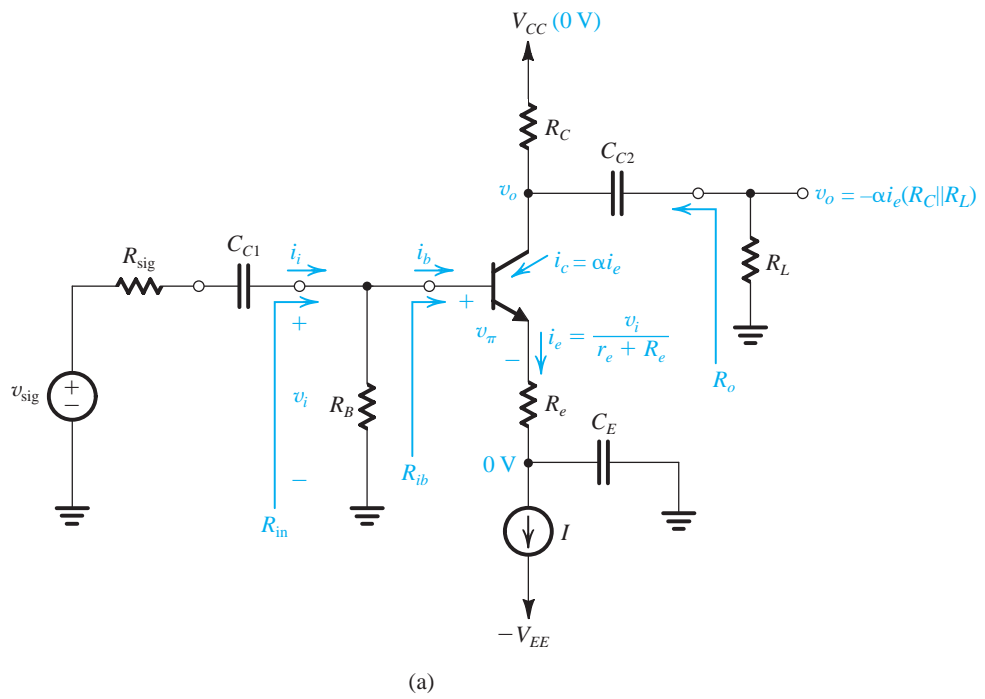 V_CC (0 V)
R_C
C_C2
v_o
v_o = −αi_e(R_C||R_L)
R_sig
C_C1
i_i
i_b
i_c = αi_e
R_L
+
+
v_π
−
i_e = v_i / (r_e + R_e)
R_o
v_sig
+
−
v_i
R_B
R_e
C_E
−
R_in
R_ib
0 V
I
−V_EE
(a)